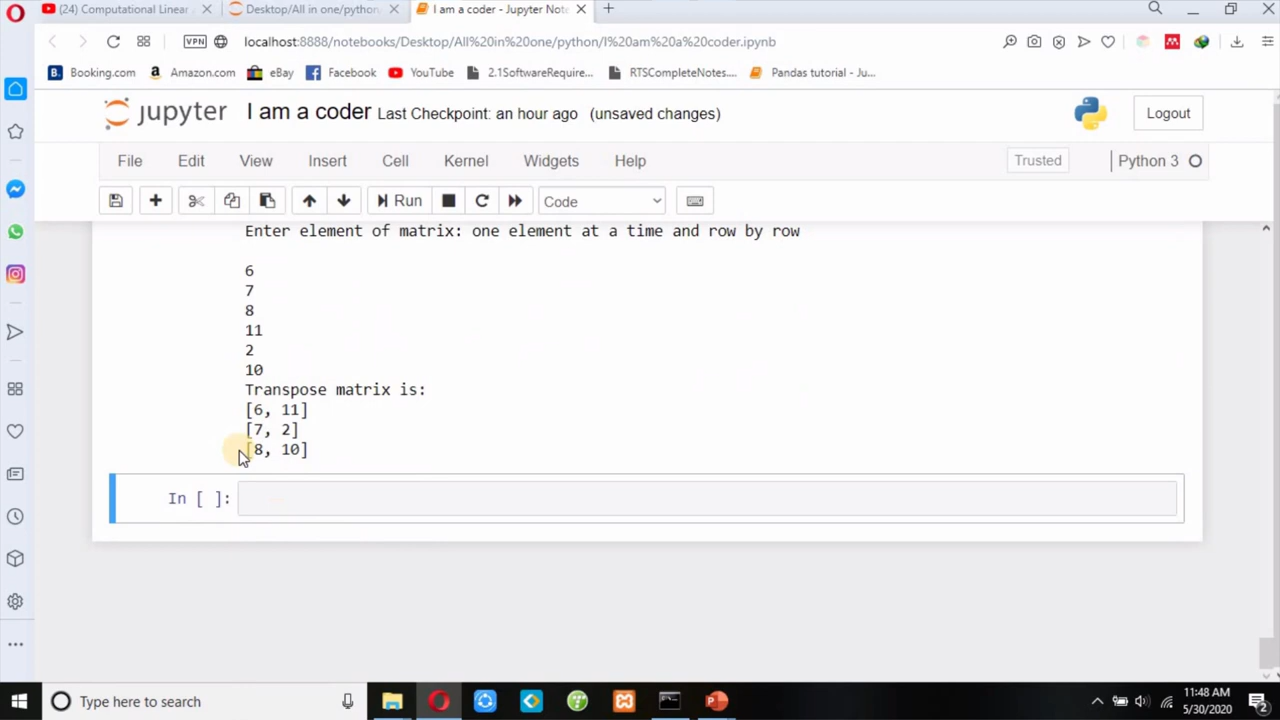 (24) Computational Linear
Desktop/All in one/python
I am a coder - Jupyter Not
VPN
localhost:8888/notebooks/Desktop/All%20in%20one/python/I%20am%20a%20coder.ipynb
Booking.com
Amazon.com
eBay
Facebook
YouTube
2.1SoftwareRequire...
RTSCompleteNotes....
Pandas tutorial - Ju...
jupyter
I am a coder Last Checkpoint: an hour ago (unsaved changes)
Logout
File
Edit
View
Insert
Cell
Kernel
Widgets
Help
Trusted
Python 3
Run
Code
Enter element of matrix: one element at a time and row by row
6
7
8
11
2
10
Transpose matrix is:
[6, 11]
[7, 2]
[8, 10]
In [ ]:
Type here to search
11:48 AM
5/30/2020
2